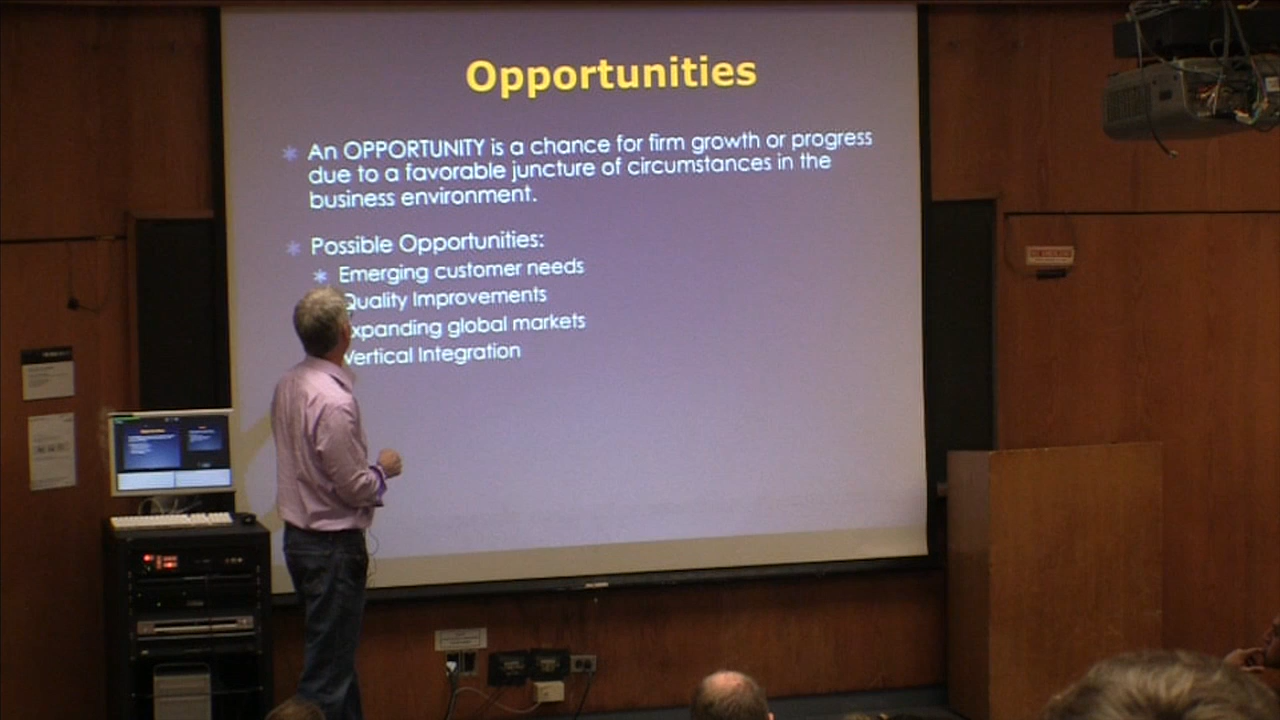 Opportunities
An OPPORTUNITY is a chance for firm growth or progress
due to a favorable juncture of circumstances in the
business environment.
Possible Opportunities:
Emerging customer needs
Quality Improvements
xpanding global markets
Vertical Integration